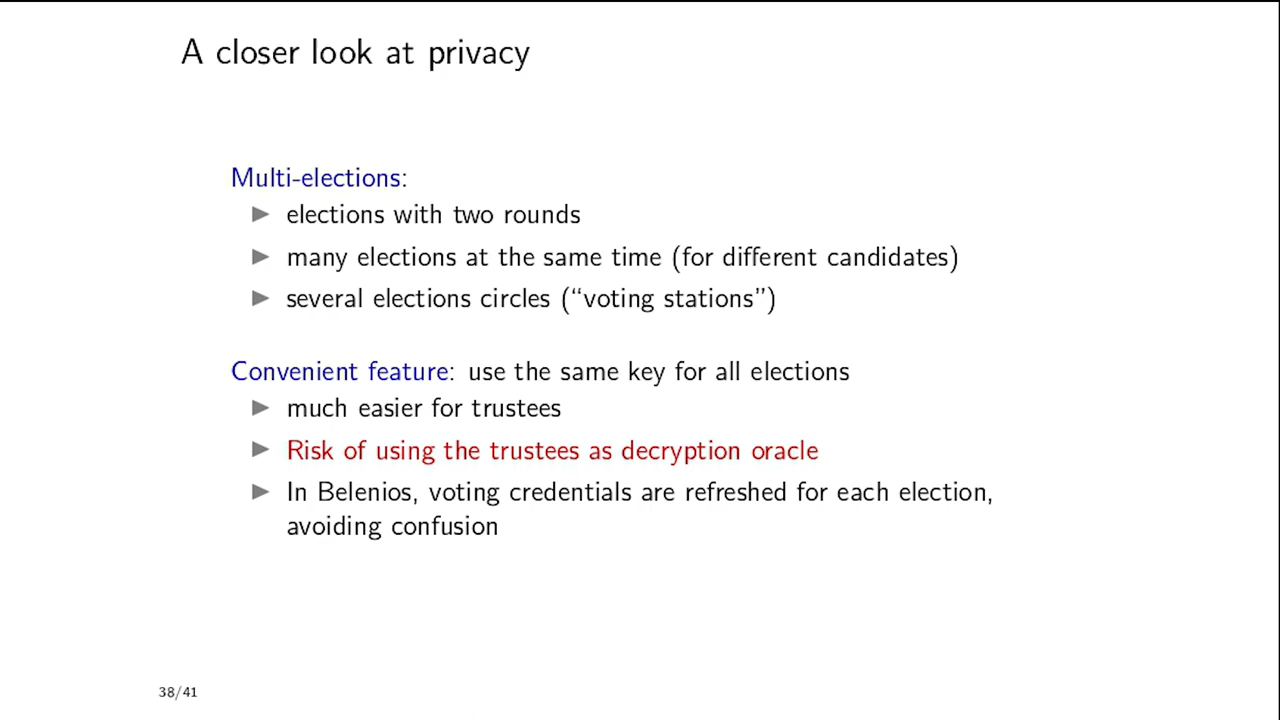 A closer look at privacy
Multi-elections:
▶ elections with two rounds
▶ many elections at the same time (for different candidates)
▶ several elections circles (“voting stations”)
Convenient feature: use the same key for all elections
▶ much easier for trustees
▶ Risk of using the trustees as decryption oracle
▶ In Belenios, voting credentials are refreshed for each election,
avoiding confusion
38/41